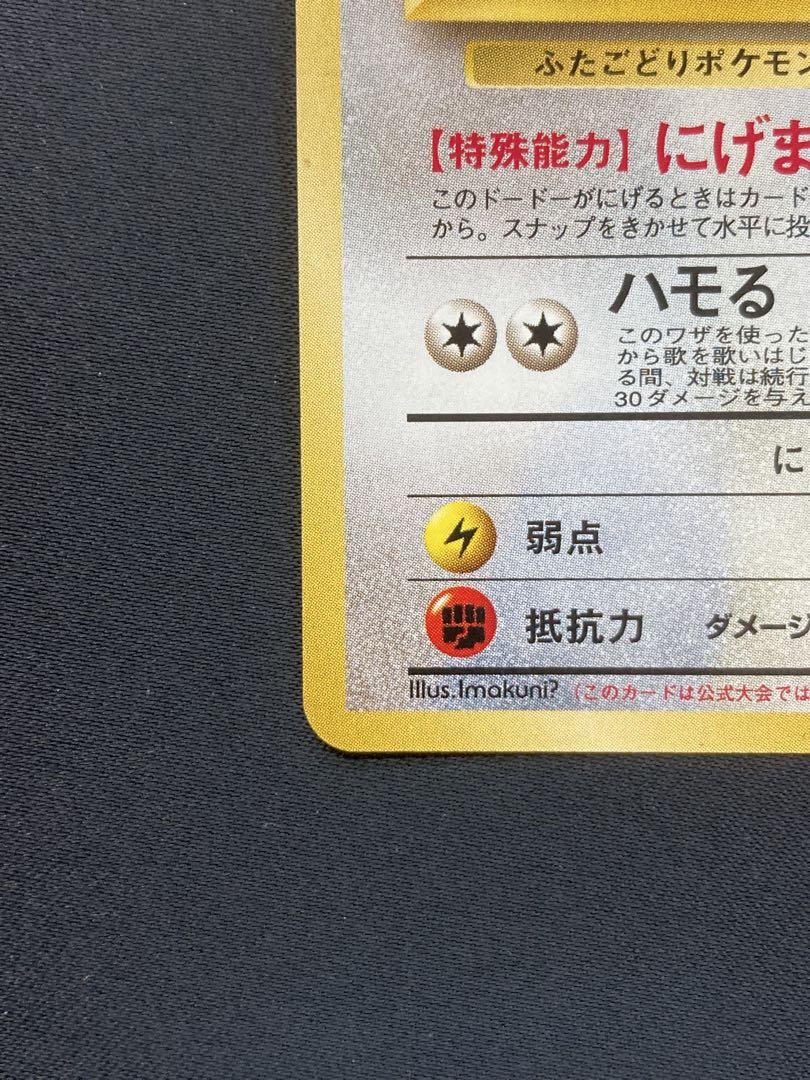 ふたごどりポケモン
【特殊能力】にげま
このドードーがにげるときはカード
から。スナップをきかせて水平に投
ハモる
このワザを使った
から歌を歌いはじ
る間、対戦は続行
30ダメージを与え
に
弱点
抵抗力 ダメージ
Illus.Imakuni? (このカードは公式大会では